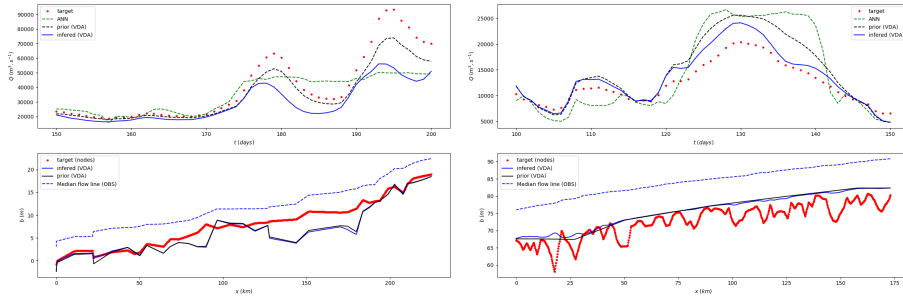 target
ANN
prior (VDA)
infered (VDA)
Q (m³.s⁻¹)
90000
80000
70000
60000
50000
40000
30000
20000
150
160
170
180
190
200
t (days)
target
ANN
prior (VDA)
infered (VDA)
Q (m³.s⁻¹)
25000
20000
15000
10000
5000
100
110
120
130
140
150
t (days)
target (nodes)
infered (VDA)
prior (VDA)
Median flow line (OBS)
b (m)
20
15
10
5
0
0
50
100
150
200
x (km)
target (nodes)
infered (VDA)
prior (VDA)
Median flow line (OBS)
b (m)
90
85
80
75
70
65
60
0
25
50
75
100
125
150
175
x (km)